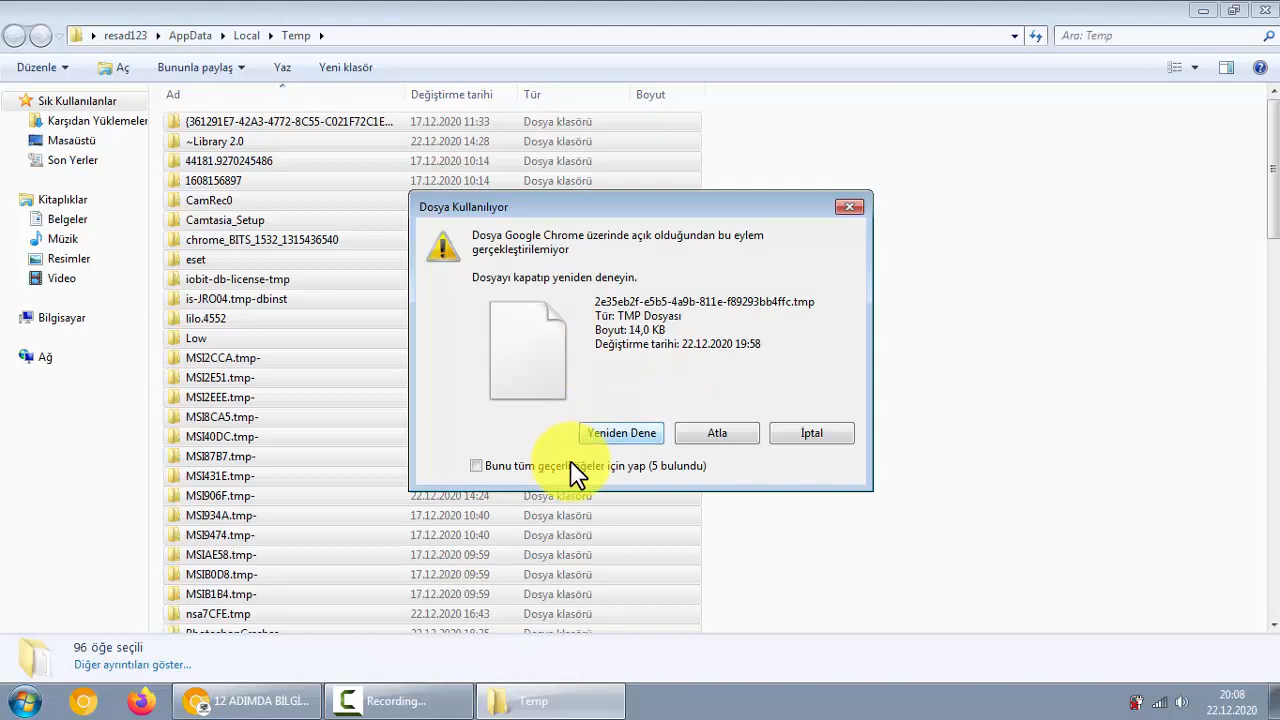 resad123 AppData Local Temp
Ara: Temp
Düzenle Aç Bununla paylaş Yaz Yeni klasör
Ad Değiştirme tarihi Tür Boyut
Sık Kullanılanlar
Karşıdan Yüklemeler
Masaüstü
Son Yerler
Kitaplıklar
Belgeler
Müzik
Resimler
Video
Bilgisayar
Ağ
{361291E7-42A3-4772-8C55-C021F72C1E... 17.12.2020 11:33 Dosya klasörü
~Library 2.0 22.12.2020 14:28 Dosya klasörü
44181.9270245486 17.12.2020 10:14 Dosya klasörü
1608156897 17.12.2020 10:14 Dosya klasörü
CamRec0
Camtasia_Setup
chrome_BITS_1532_1315436540
eset
iobit-db-license-tmp
is-JRO04.tmp-dbinst
lilo.4552
Low
MSI2CCA.tmp-
MSI2E51.tmp-
MSI2EEE.tmp-
MSI8CA5.tmp-
MSI40DC.tmp-
MSI87B7.tmp-
MSI431E.tmp-
MSI906F.tmp- 22.12.2020 14:24 Dosya klasörü
MSI934A.tmp- 17.12.2020 10:40 Dosya klasörü
MSI9474.tmp- 17.12.2020 10:40 Dosya klasörü
MSIAE58.tmp- 17.12.2020 09:59 Dosya klasörü
MSIB0D8.tmp- 17.12.2020 09:59 Dosya klasörü
MSIB1B4.tmp- 17.12.2020 09:59 Dosya klasörü
nsa7CFE.tmp 22.12.2020 16:43 Dosya klasörü
Dosya Kullanılıyor
Dosya Google Chrome üzerinde açık olduğundan bu eylem
gerçekleştirilemiyor
Dosyayı kapatıp yeniden deneyin.
2e35eb2f-e5b5-4a9b-811e-f89293bb4ffc.tmp
Tür: TMP Dosyası
Boyut: 14,0 KB
Değiştirme tarihi: 22.12.2020 19:58
Yeniden Dene Atla İptal
Bunu tüm geçerli öğeler için yap (5 bulundu)
96 öğe seçili
Diğer ayrıntıları göster...
12 ADIMDA BİLGİ... Recording... Temp
20:08
22.12.2020